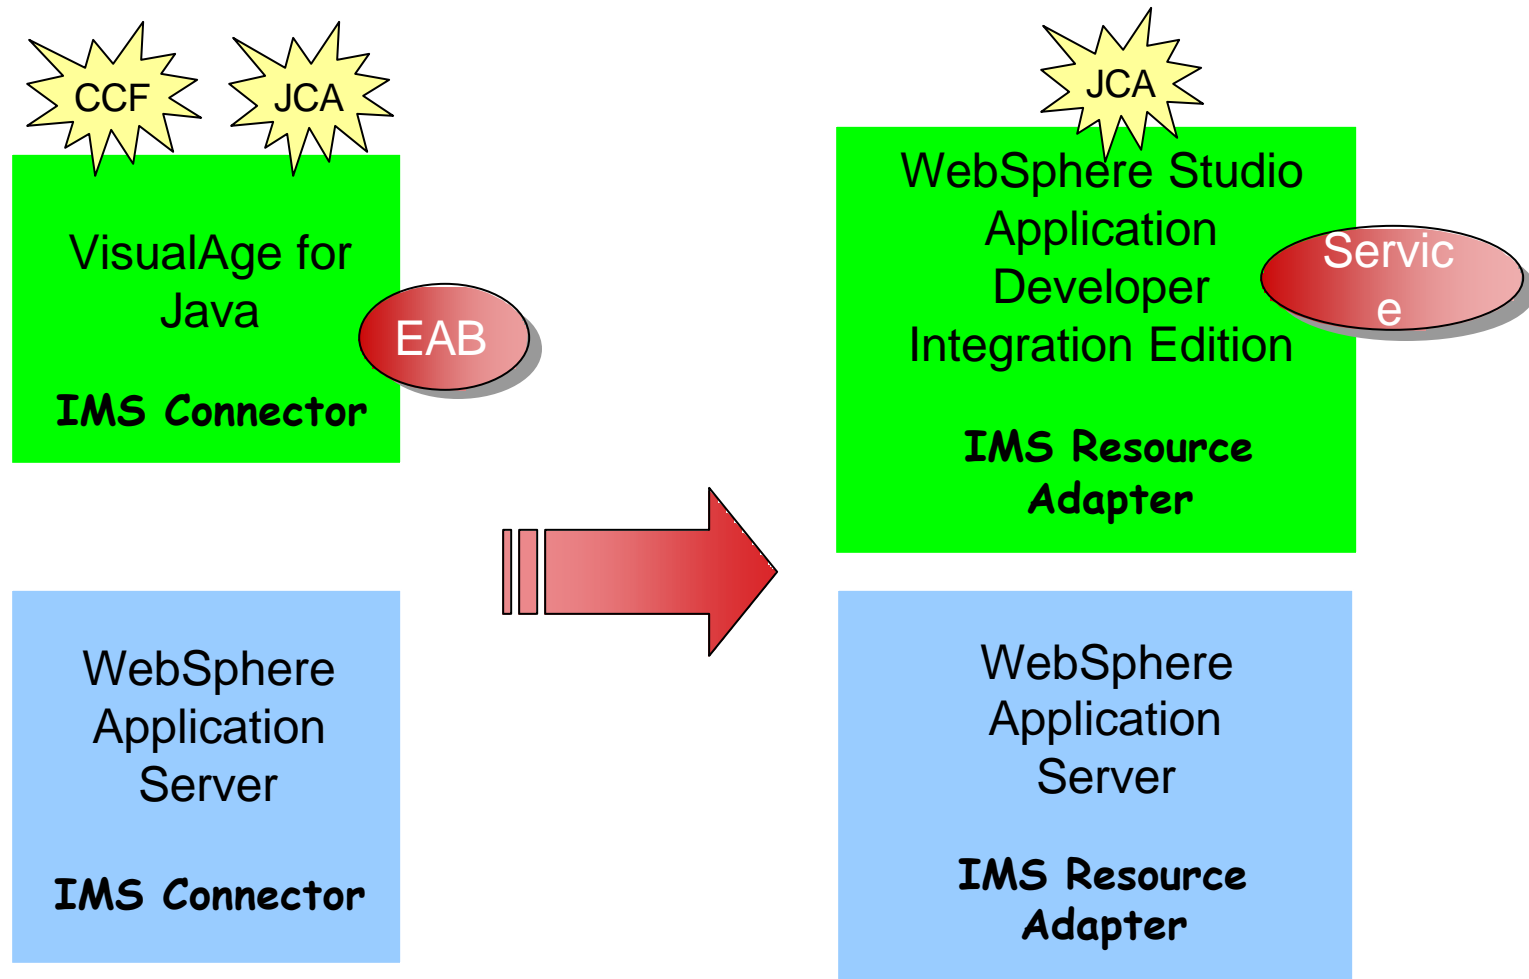 CCF
JCA
VisualAge for
Java
EAB
IMS Connector
WebSphere
Application
Server
IMS Connector
JCA
WebSphere Studio
Application
Developer
Integration Edition
Servic
e
IMS Resource
Adapter
WebSphere
Application
Server
IMS Resource
Adapter